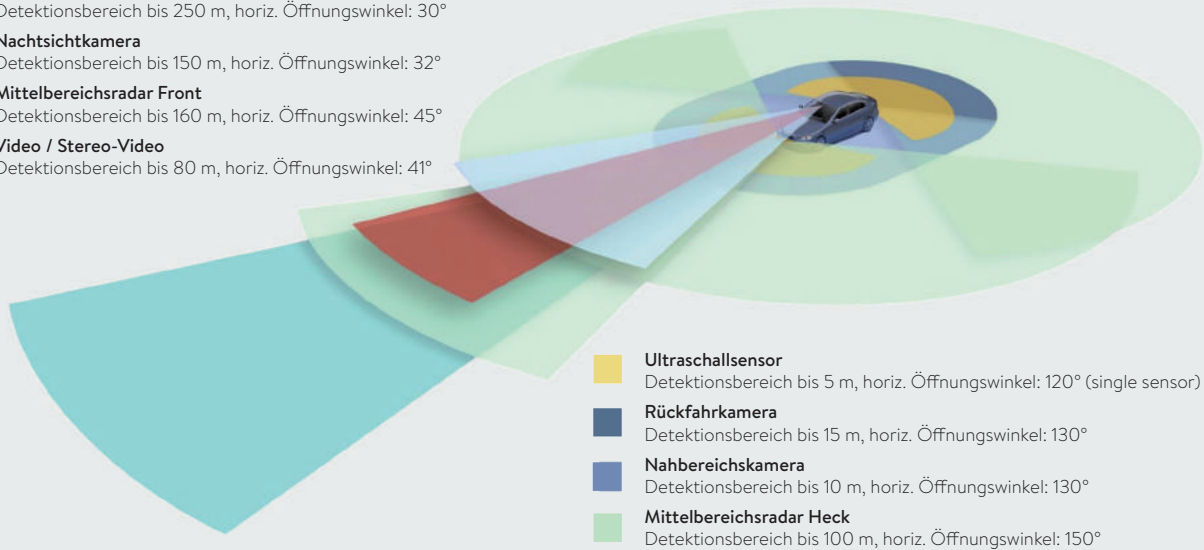 Detektionsbereich bis 250 m, horiz. Öffnungswinkel: 30°
Nachtsichtkamera
Detektionsbereich bis 150 m, horiz. Öffnungswinkel: 32°
Mittelbereichsradar Front
Detektionsbereich bis 160 m, horiz. Öffnungswinkel: 45°
Video / Stereo-Video
Detektionsbereich bis 80 m, horiz. Öffnungswinkel: 41°
Ultraschallsensor
Detektionsbereich bis 5 m, horiz. Öffnungswinkel: 120° (single sensor)
Rückfahrkamera
Detektionsbereich bis 15 m, horiz. Öffnungswinkel: 130°
Nahbereichskamera
Detektionsbereich bis 10 m, horiz. Öffnungswinkel: 130°
Mittelbereichsradar Heck
Detektionsbereich bis 100 m, horiz. Öffnungswinkel: 150°